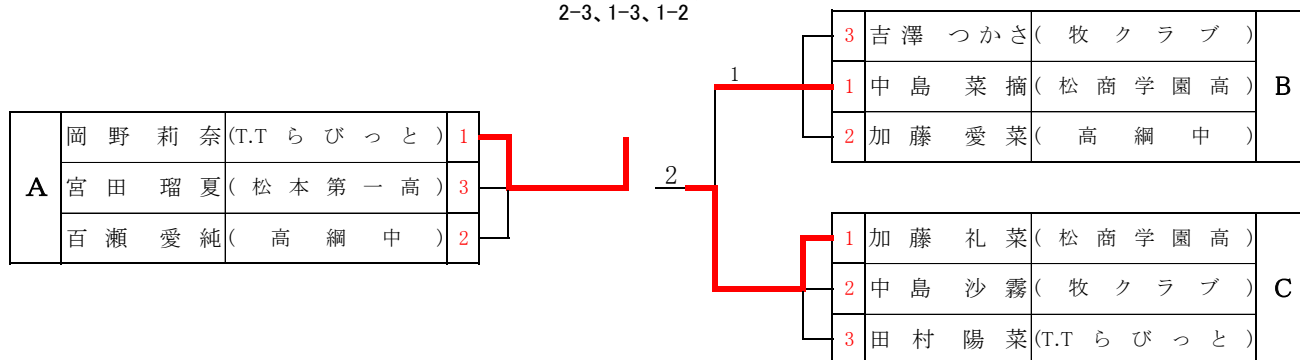 2-3、1-3、1-2
A
岡野 莉奈(T.Tらびっと) 1
宮田 瑠夏(松本第一高) 3
百瀬 愛純(高綱中) 2
1
2
3 吉澤 つかさ(牧クラブ)
1 中島 菜摘(松商学園高)
2 加藤 愛菜(高綱中)
B
1 加藤 礼菜(松商学園高)
2 中島 沙霧(牧クラブ)
3 田村 陽菜(T.Tらびっと)
C